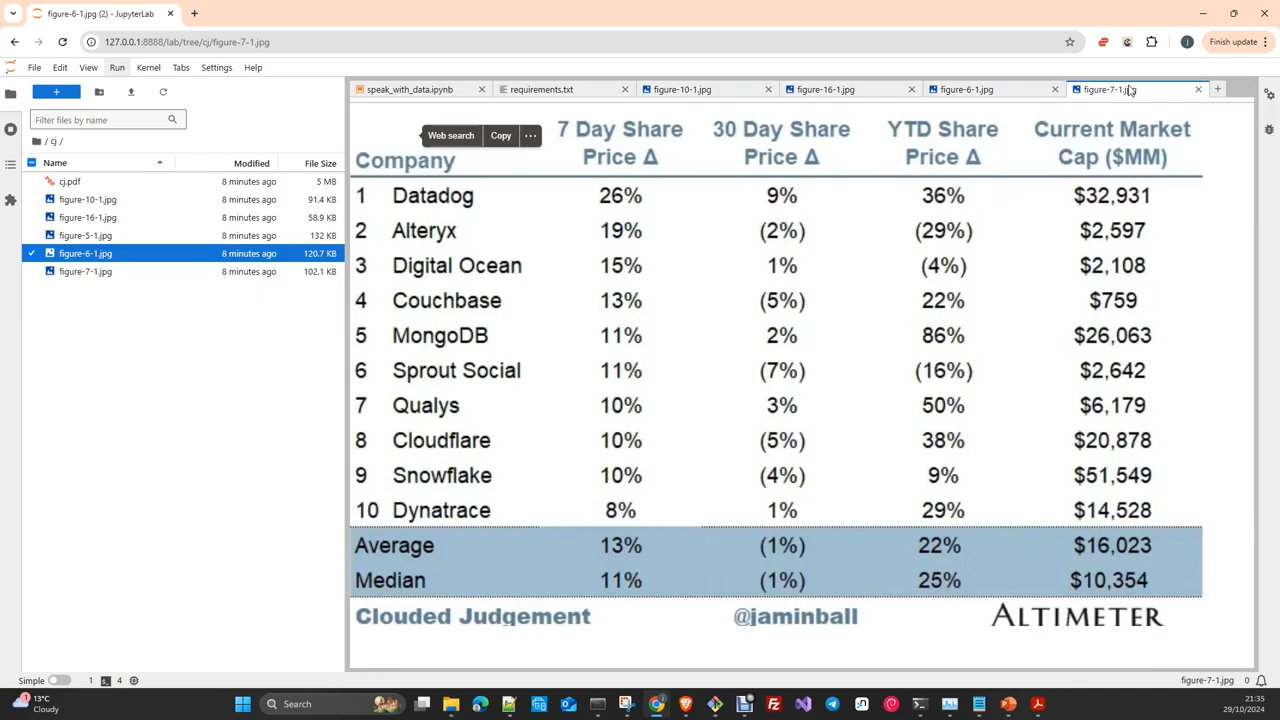 figure-6-1.jpg (2) - JupyterLab
127.0.0.1:8888/lab/tree/cj/figure-7-1.jpg
Finish update
File Edit View Run Kernel Tabs Settings Help
Filter files by name
/ cj /
Name Modified File Size
cj.pdf 8 minutes ago 5 MB
figure-10-1.jpg 8 minutes ago 91.4 KB
figure-16-1.jpg 8 minutes ago 58.9 KB
figure-5-1.jpg 8 minutes ago 132 KB
figure-6-1.jpg 8 minutes ago 120.7 KB
figure-7-1.jpg 8 minutes ago 102.1 KB
speak_with_data.ipynb requirements.txt figure-10-1.jpg figure-16-1.jpg figure-6-1.jpg figure-7-1.jpg
Web search Copy
7 Day Share 30 Day Share YTD Share Current Market
Company Price Δ Price Δ Price Δ Cap ($MM)
1 Datadog 26% 9% 36% $32,931
2 Alteryx 19% (2%) (29%) $2,597
3 Digital Ocean 15% 1% (4%) $2,108
4 Couchbase 13% (5%) 22% $759
5 MongoDB 11% 2% 86% $26,063
6 Sprout Social 11% (7%) (16%) $2,642
7 Qualys 10% 3% 50% $6,179
8 Cloudflare 10% (5%) 38% $20,878
9 Snowflake 10% (4%) 9% $51,549
10 Dynatrace 8% 1% 29% $14,528
Average 13% (1%) 22% $16,023
Median 11% (1%) 25% $10,354
Clouded Judgement @jaminball ALTIMETER
Simple 1 4 figure-7-1.jpg 0
1 13°C
Cloudy
Search
21:35
29/10/2024